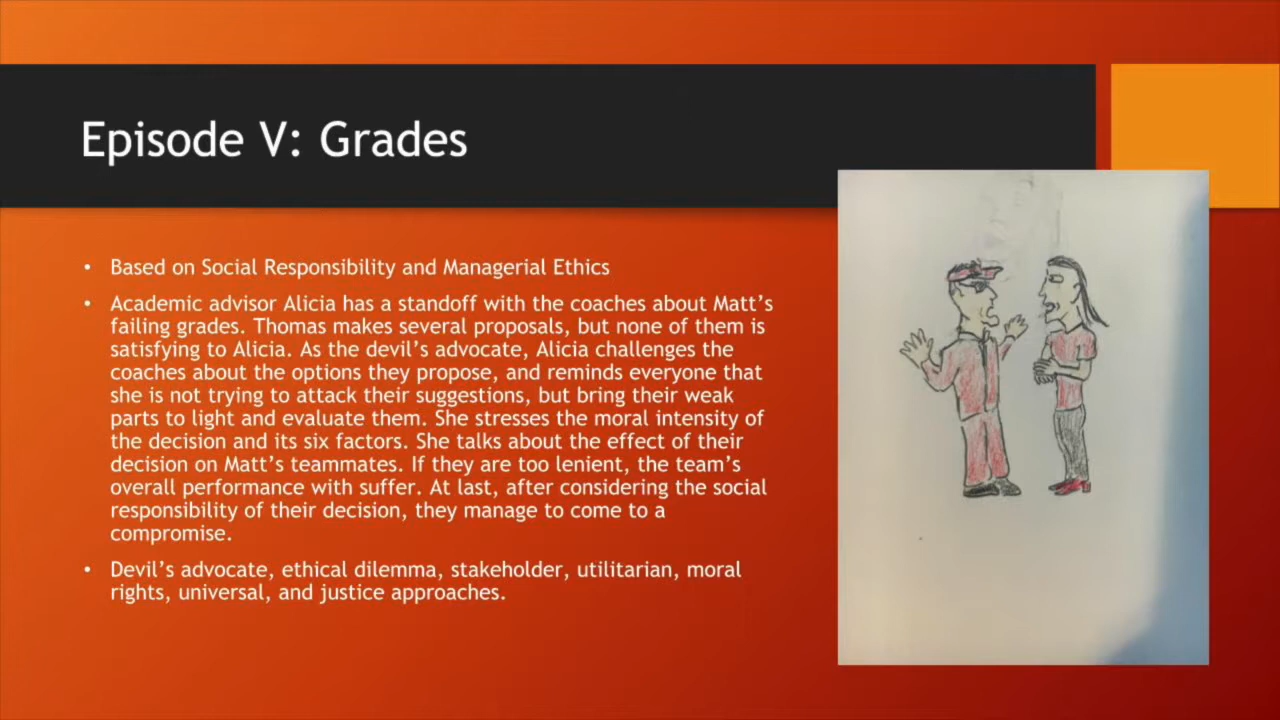 Episode V: Grades
• Based on Social Responsibility and Managerial Ethics
• Academic advisor Alicia has a standoff with the coaches about Matt’s
failing grades. Thomas makes several proposals, but none of them is
satisfying to Alicia. As the devil’s advocate, Alicia challenges the
coaches about the options they propose, and reminds everyone that
she is not trying to attack their suggestions, but bring their weak
parts to light and evaluate them. She stresses the moral intensity of
the decision and its six factors. She talks about the effect of their
decision on Matt’s teammates. If they are too lenient, the team’s
overall performance with suffer. At last, after considering the social
responsibility of their decision, they manage to come to a
compromise.
• Devil’s advocate, ethical dilemma, stakeholder, utilitarian, moral
rights, universal, and justice approaches.